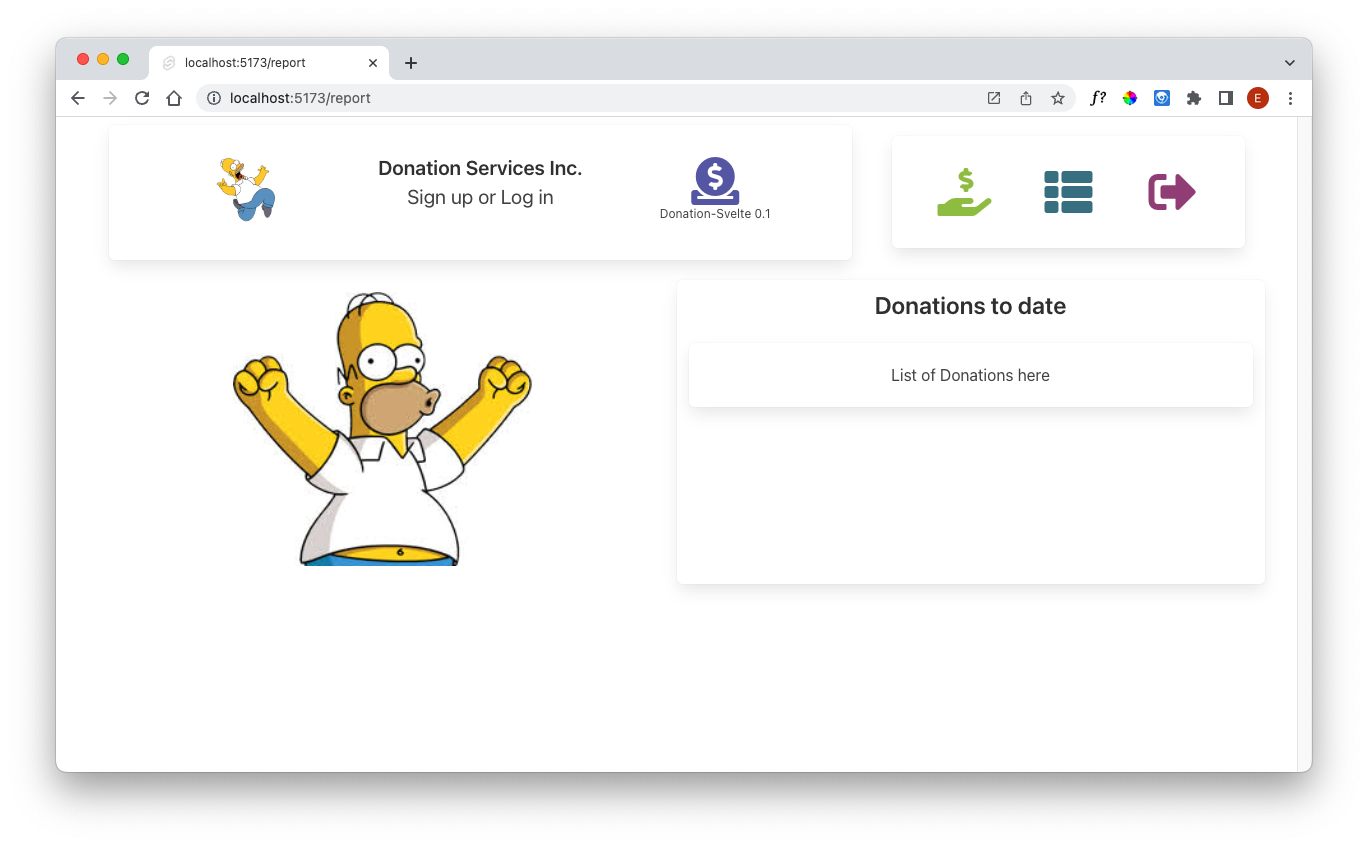 localhost:5173/report
localhost:5173/report
f?
E
Donation Services Inc.
Sign up or Log in
$
Donation-Svelte 0.1
$
Donations to date
List of Donations here